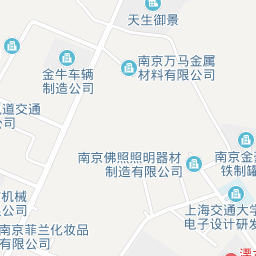 天生御景
南京万马金属
材料有限公司
金牛车辆
制造公司
道交通
公司
南京佛照照明器材
制造有限公司
南京金
铁制罐
机械
公司
上海交通大学
电子设计研发
南京菲兰化妆品
有限公司